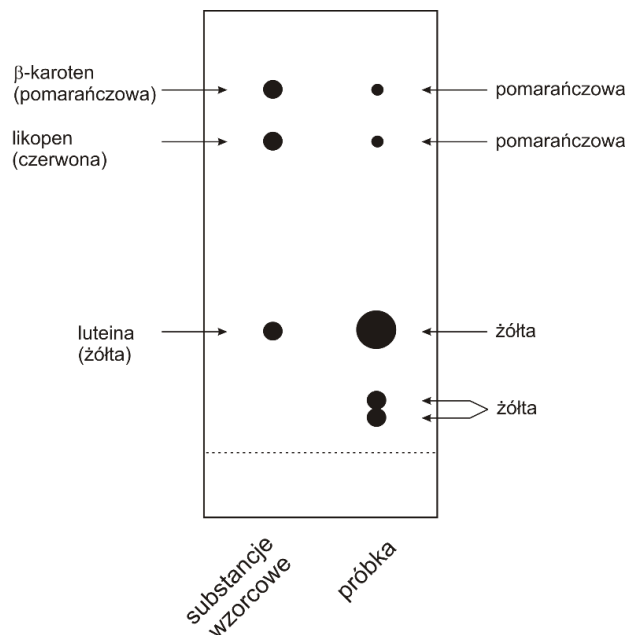 β-karoten
(pomarańczowa)
pomarańczowa
likopen
(czerwona)
pomarańczowa
luteina
(żółta)
żółta
żółta
substancje
wzorcowe
próbka